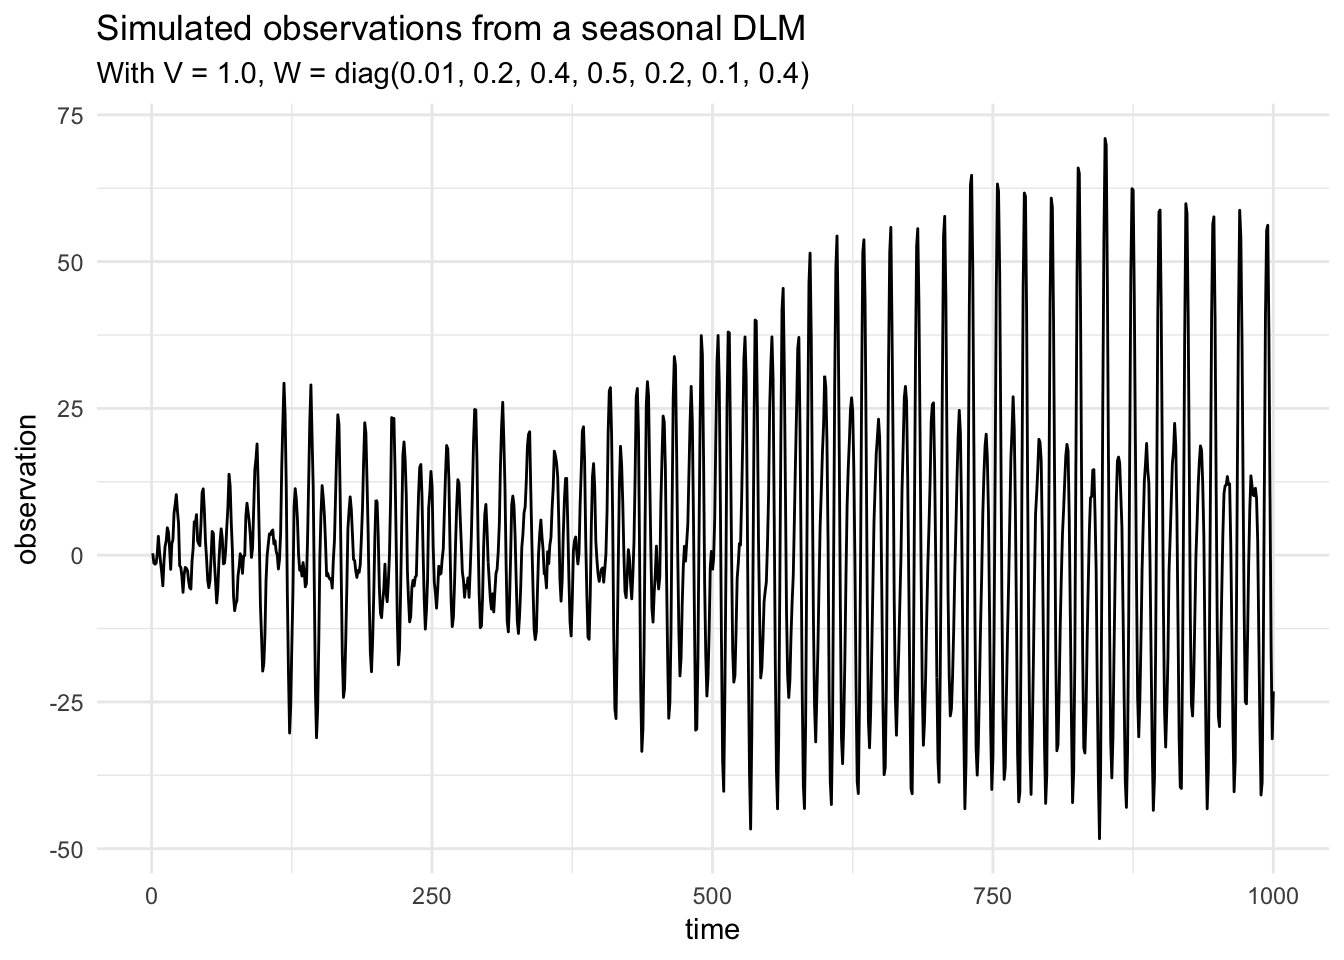 Simulated observations from a seasonal DLM
With V = 1.0, W = diag(0.01, 0.2, 0.4, 0.5, 0.2, 0.1, 0.4)
75
50
25
0
-25
-50
observation
0 250 500 750 1000
time